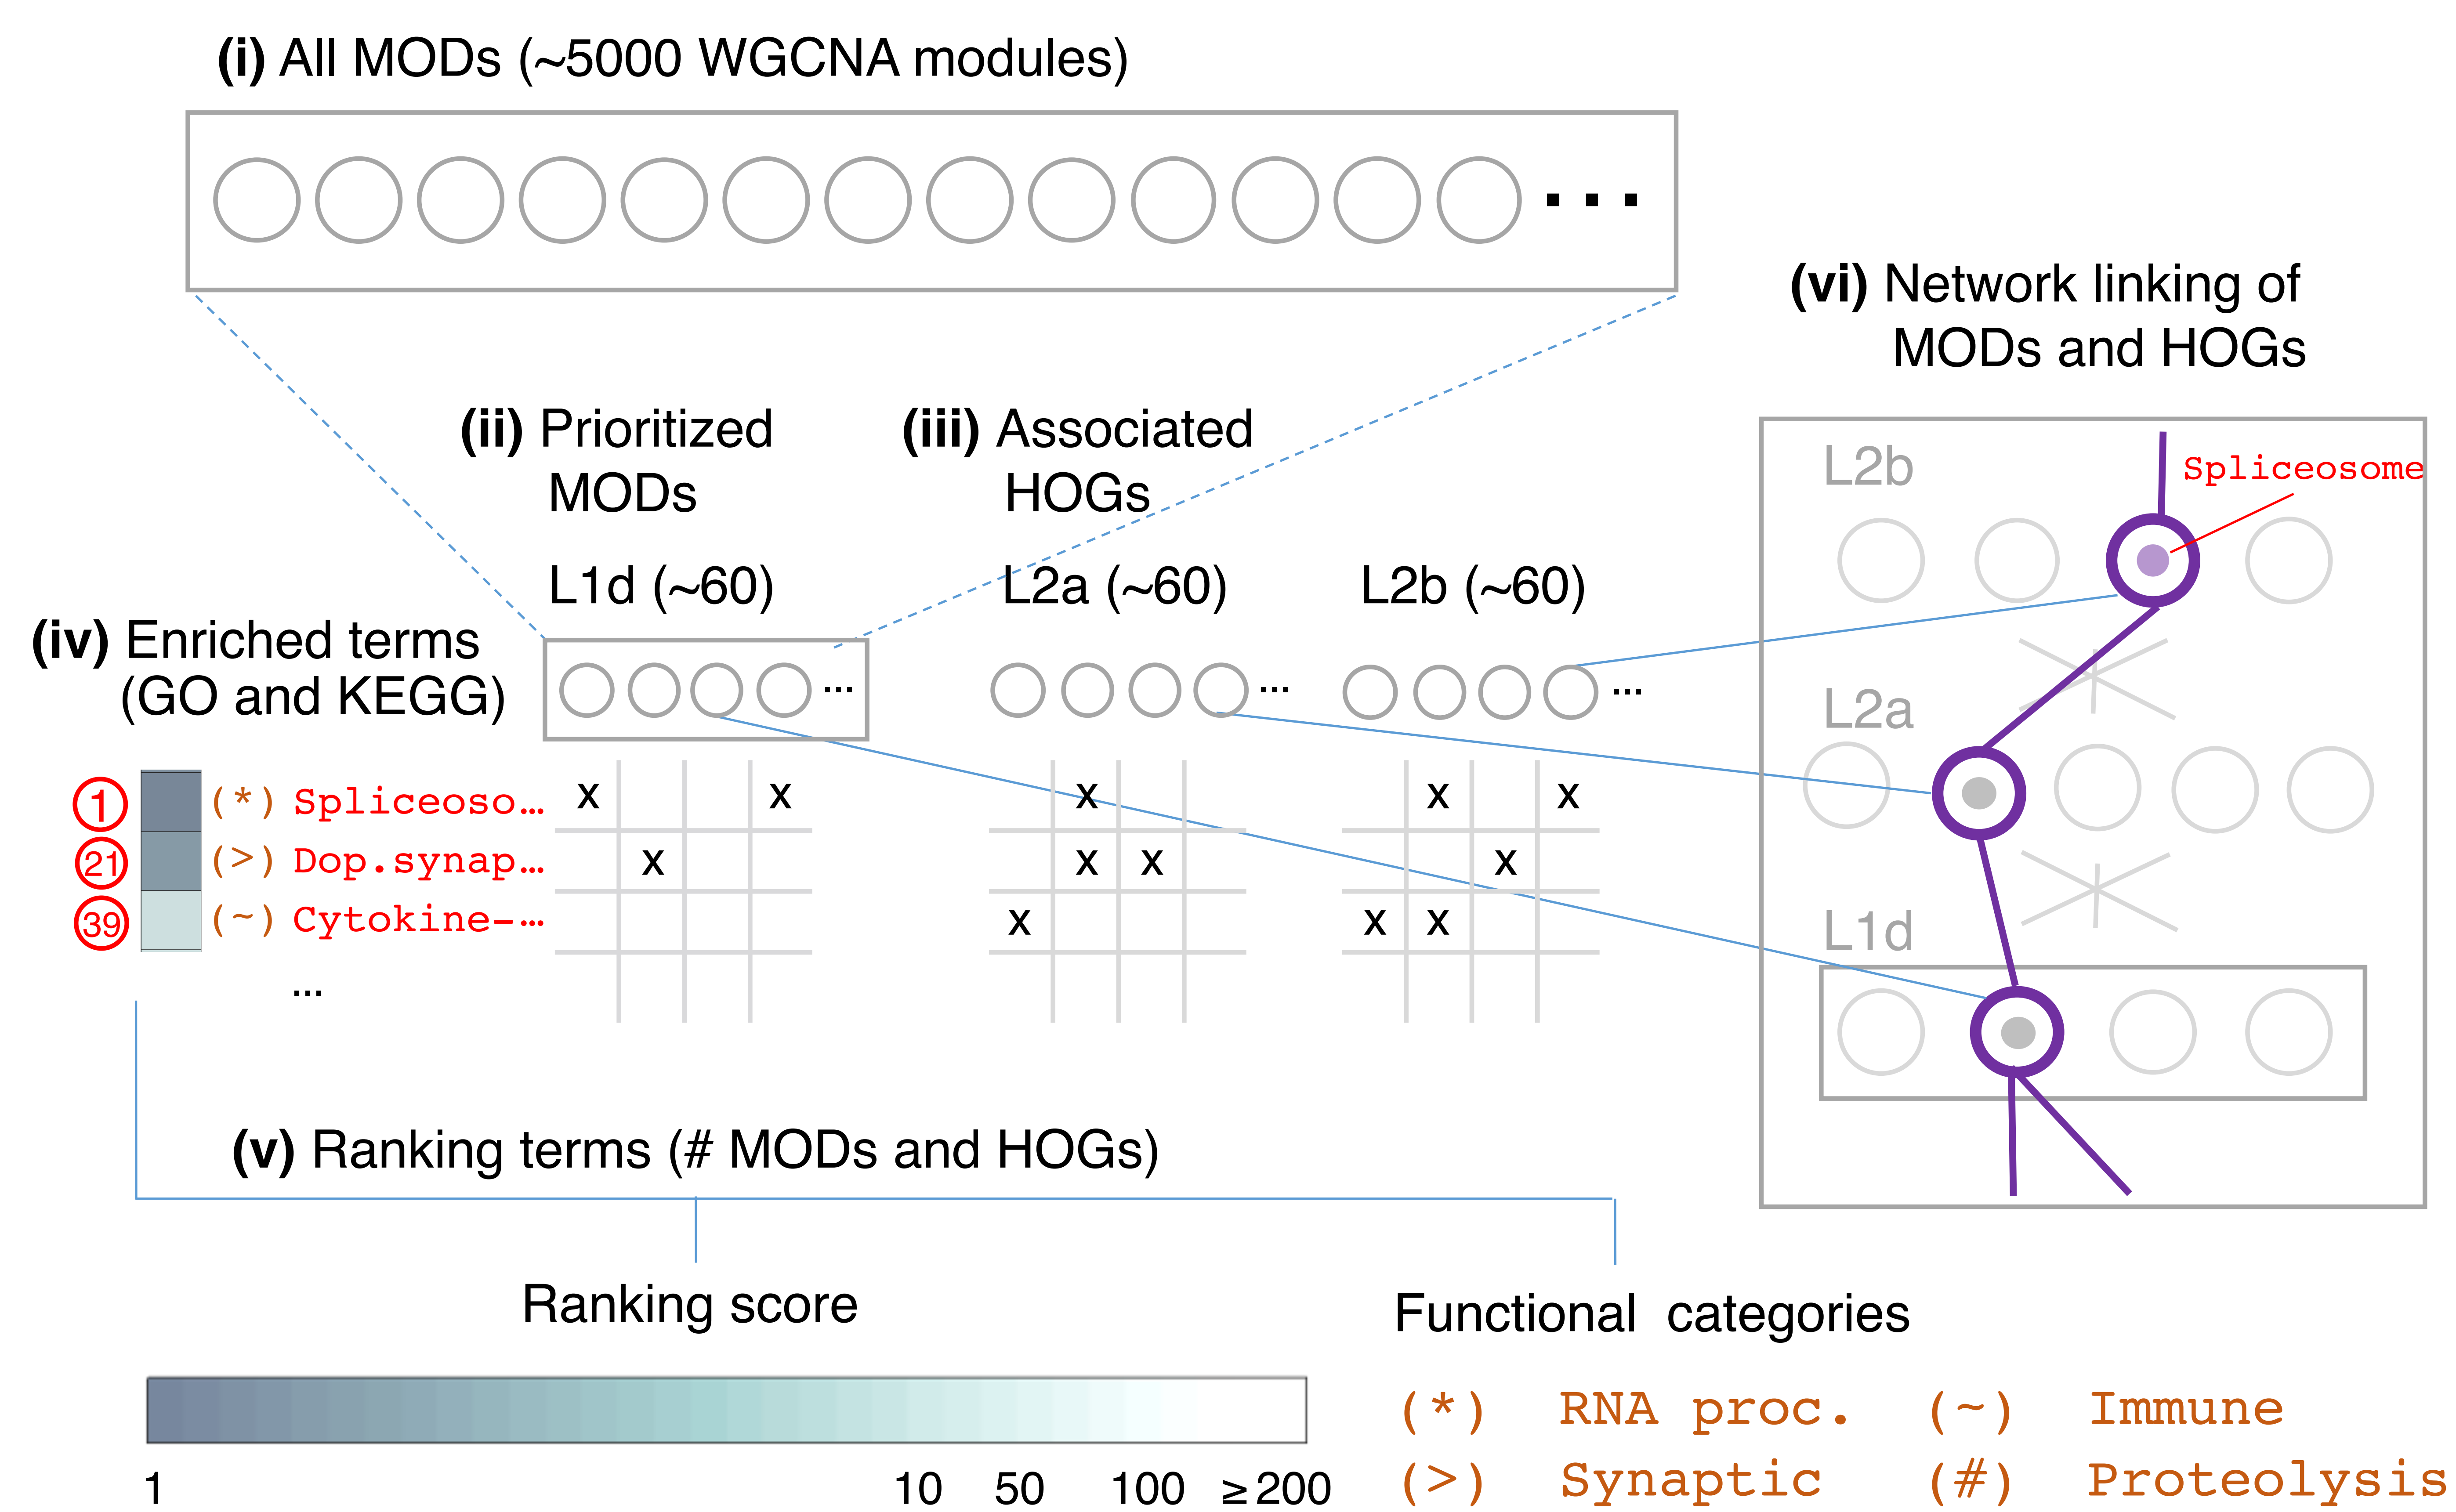 (i) All MODs (~5000 WGCNA modules)
...
(vi) Network linking of
MODs and HOGs
(ii) Prioritized
MODs
(iii) Associated
HOGs
L1d (~60)
L2a (~60)
L2b (~60)
... ... ...
(iv) Enriched terms
(GO and KEGG)
1 (*) Spliceoso… x x x x x
21 (>) Dop.synap… x x x x
39 (~) Cytokine-… x x x
...
L2b
Spliceosome
L2a
L1d
(v) Ranking terms (# MODs and HOGs)
Ranking score
1 10 50 100 ≥200
Functional categories
(*) RNA proc. (~) Immune
(>) Synaptic (#) Proteolysis